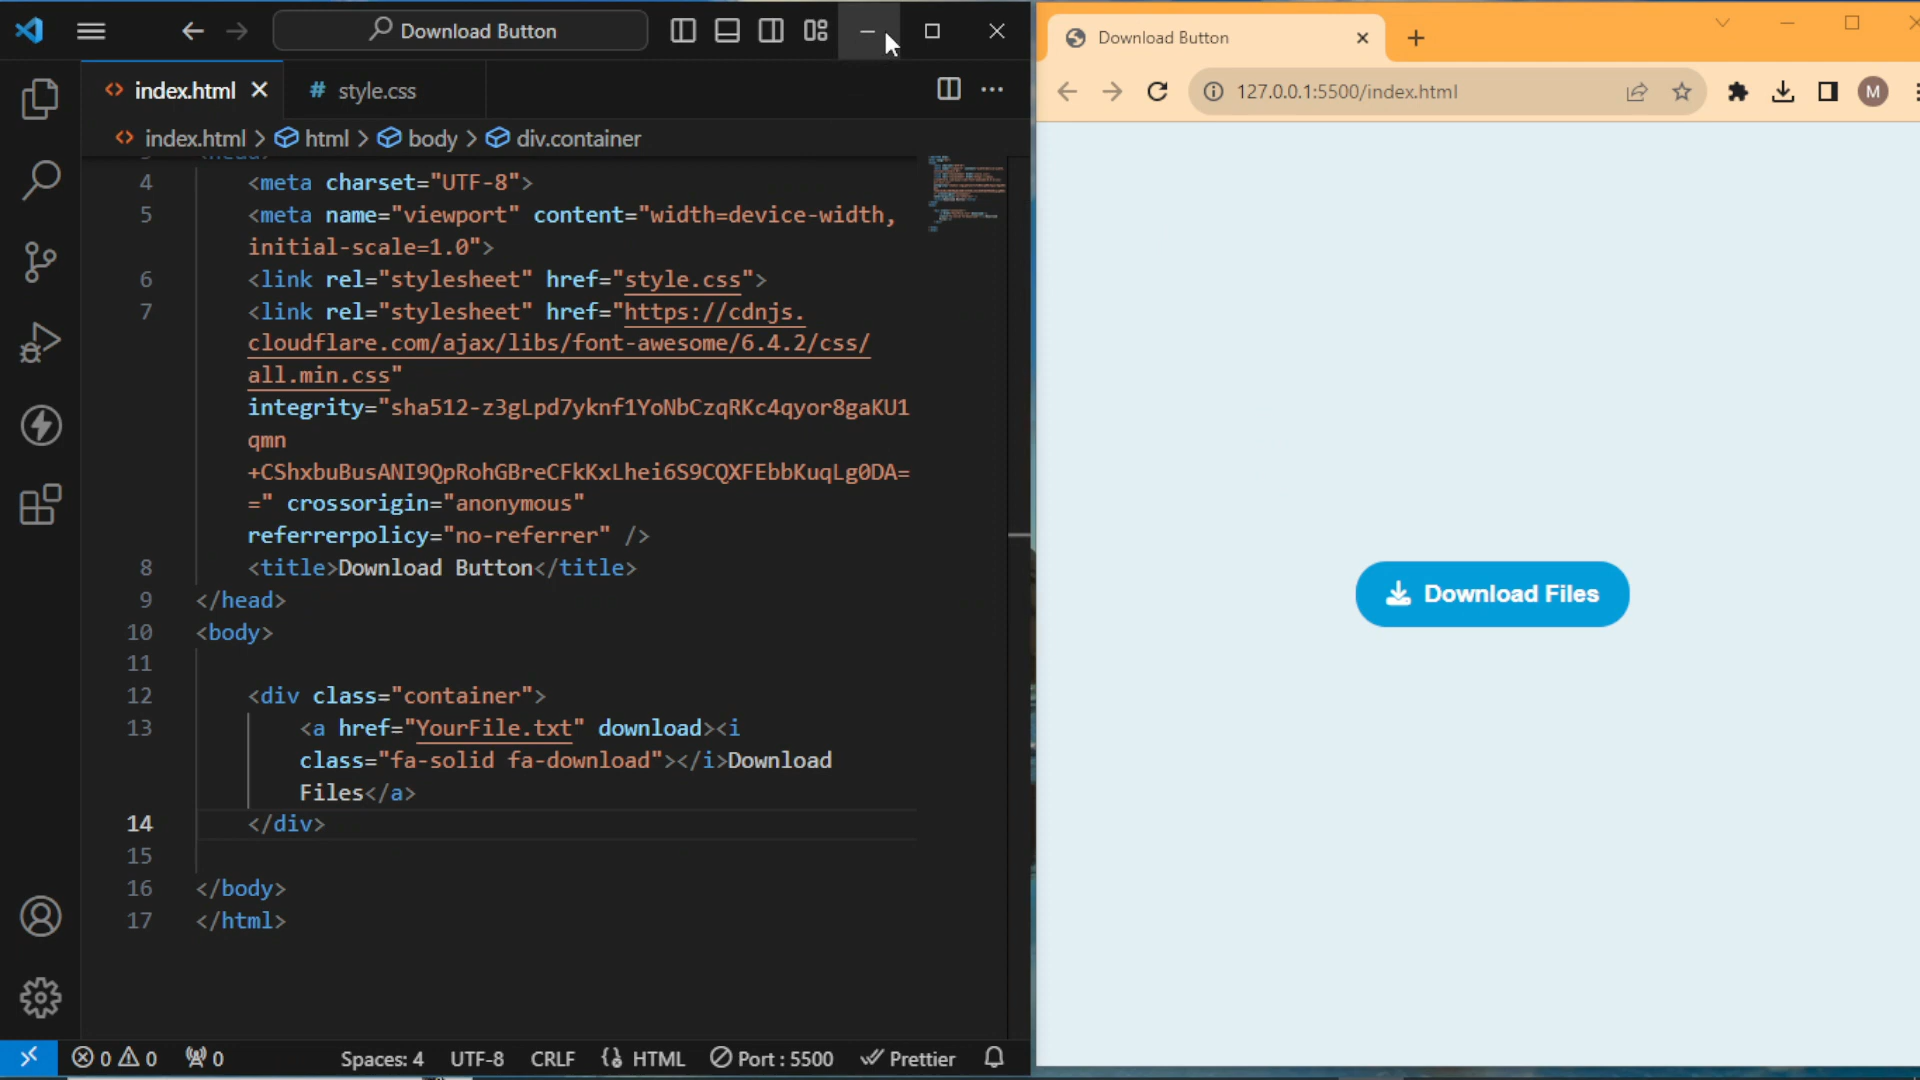 Download Button
index.html
# style.css
index.html > html > body > div.container
4 <meta charset="UTF-8">
5 <meta name="viewport" content="width=device-width,
initial-scale=1.0">
6 <link rel="stylesheet" href="style.css">
7 <link rel="stylesheet" href="https://cdnjs.
cloudflare.com/ajax/libs/font-awesome/6.4.2/css/
all.min.css"
integrity="sha512-z3gLpd7yknf1YoNbCzqRKc4qyor8gaKU1
qmn
+CShxbuBusANI9QpRohGBreCFkKxLhei6S9CQXFEbbKuqLg0DA=
=" crossorigin="anonymous"
referrerpolicy="no-referrer" />
8 <title>Download Button</title>
9 </head>
10 <body>
11
12 <div class="container">
13 <a href="YourFile.txt" download><i
class="fa-solid fa-download"></i>Download
Files</a>
14 </div>
15
16 </body>
17 </html>
0 0 0 Spaces: 4 UTF-8 CRLF HTML Port : 5500 Prettier
Download Button
127.0.0.1:5500/index.html
M
Download Files